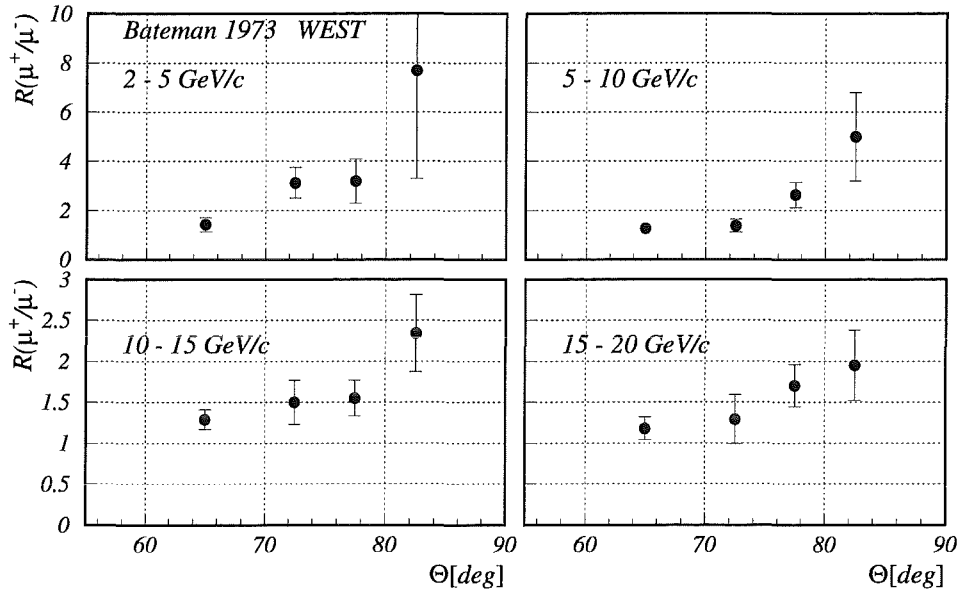 R(μ⁺/μ⁻)
10
8
6
4
2
0
Bateman 1973 WEST
2 - 5 GeV/c
5 - 10 GeV/c
R(μ⁺/μ⁻)
3
2.5
2
1.5
1
0.5
0
10 - 15 GeV/c
15 - 20 GeV/c
60 70 80 90
60 70 80 90
Θ[deg]
Θ[deg]